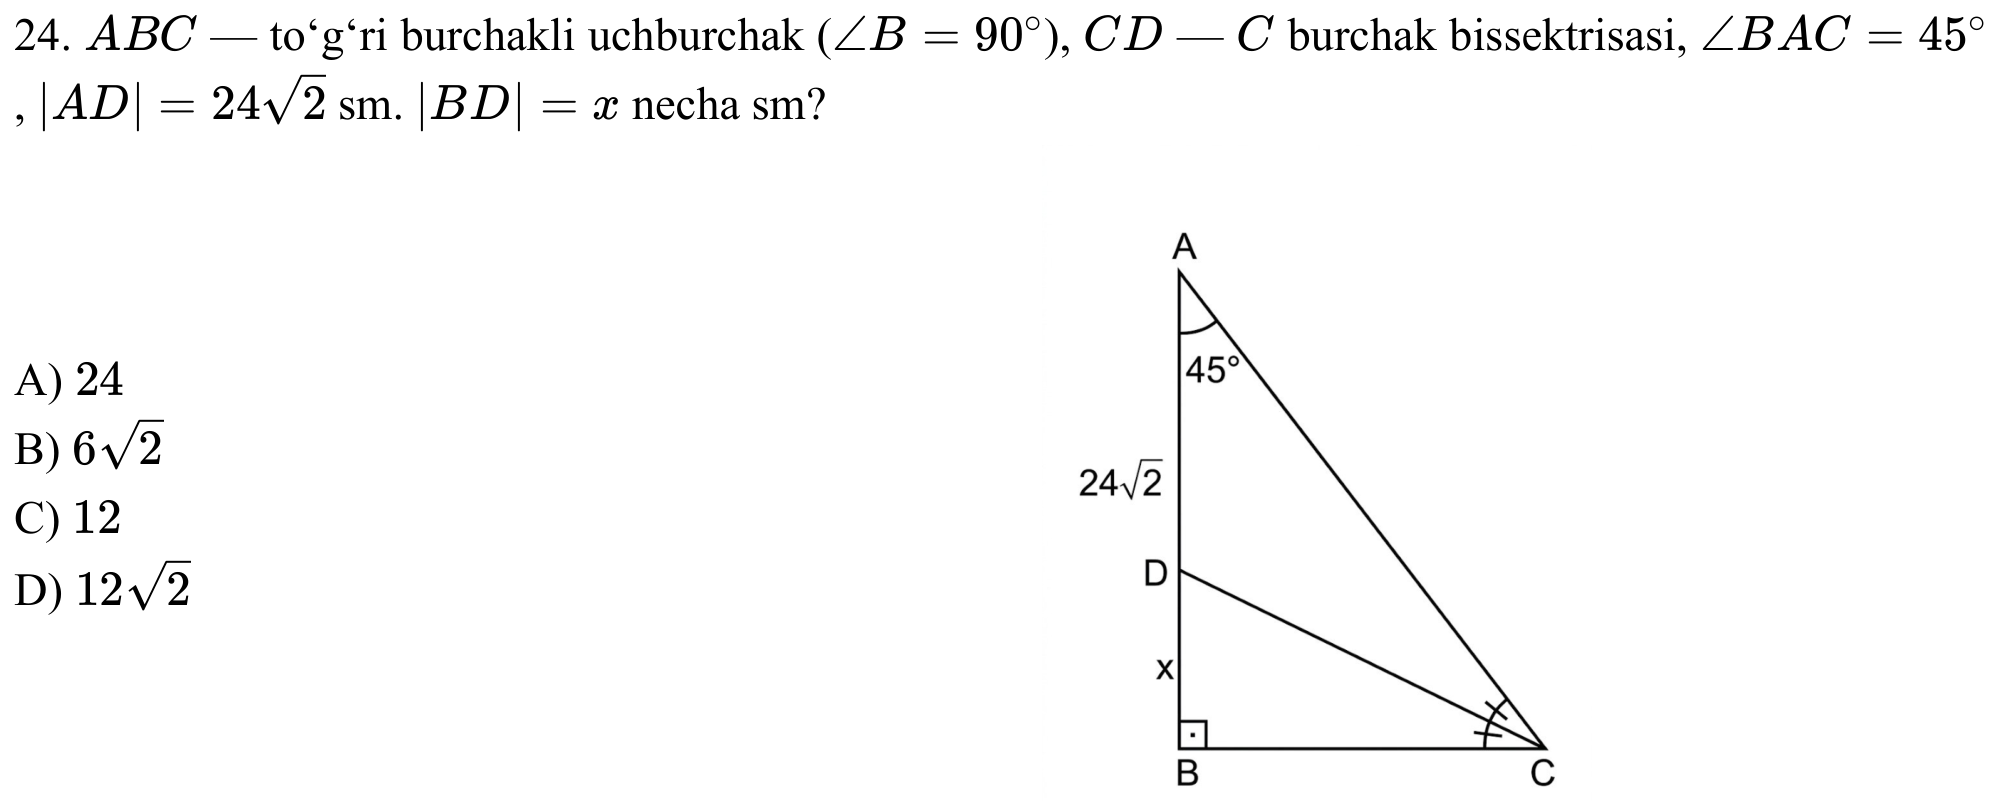 24. ABC — to‘g‘ri burchakli uchburchak (∠B = 90°), CD — C burchak bissektrisasi, ∠BAC = 45°
, |AD| = 24√2 sm. |BD| = x necha sm?
A) 24
B) 6√2
C) 12
D) 12√2
A
45°
24√2
D
x
B
C